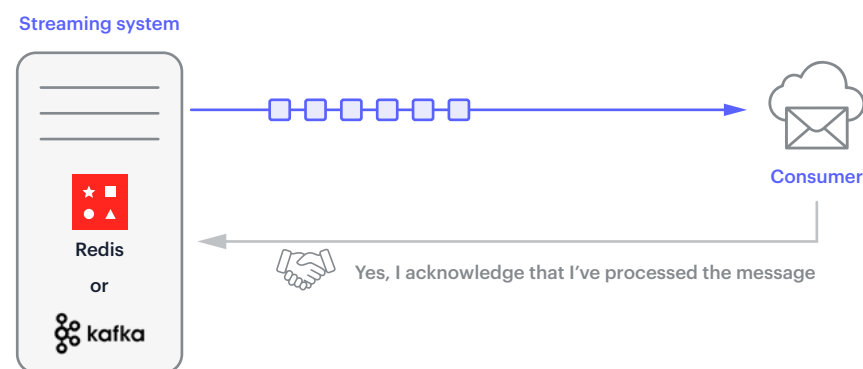 Streaming system
Consumer
Redis
or
kafka
Yes, I acknowledge that I’ve processed the message